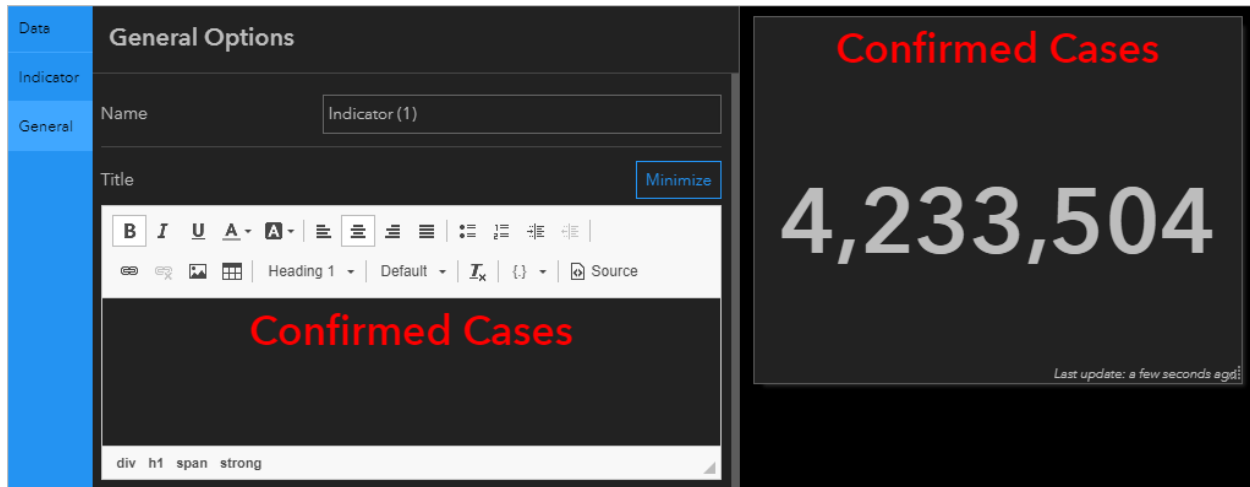 Data
Indicator
General
General Options
Name
Indicator (1)
Title
Minimize
B I U A A
Heading 1 Default Tx {.} Source
Confirmed Cases
div h1 span strong
Confirmed Cases
4,233,504
Last update: a few seconds ago